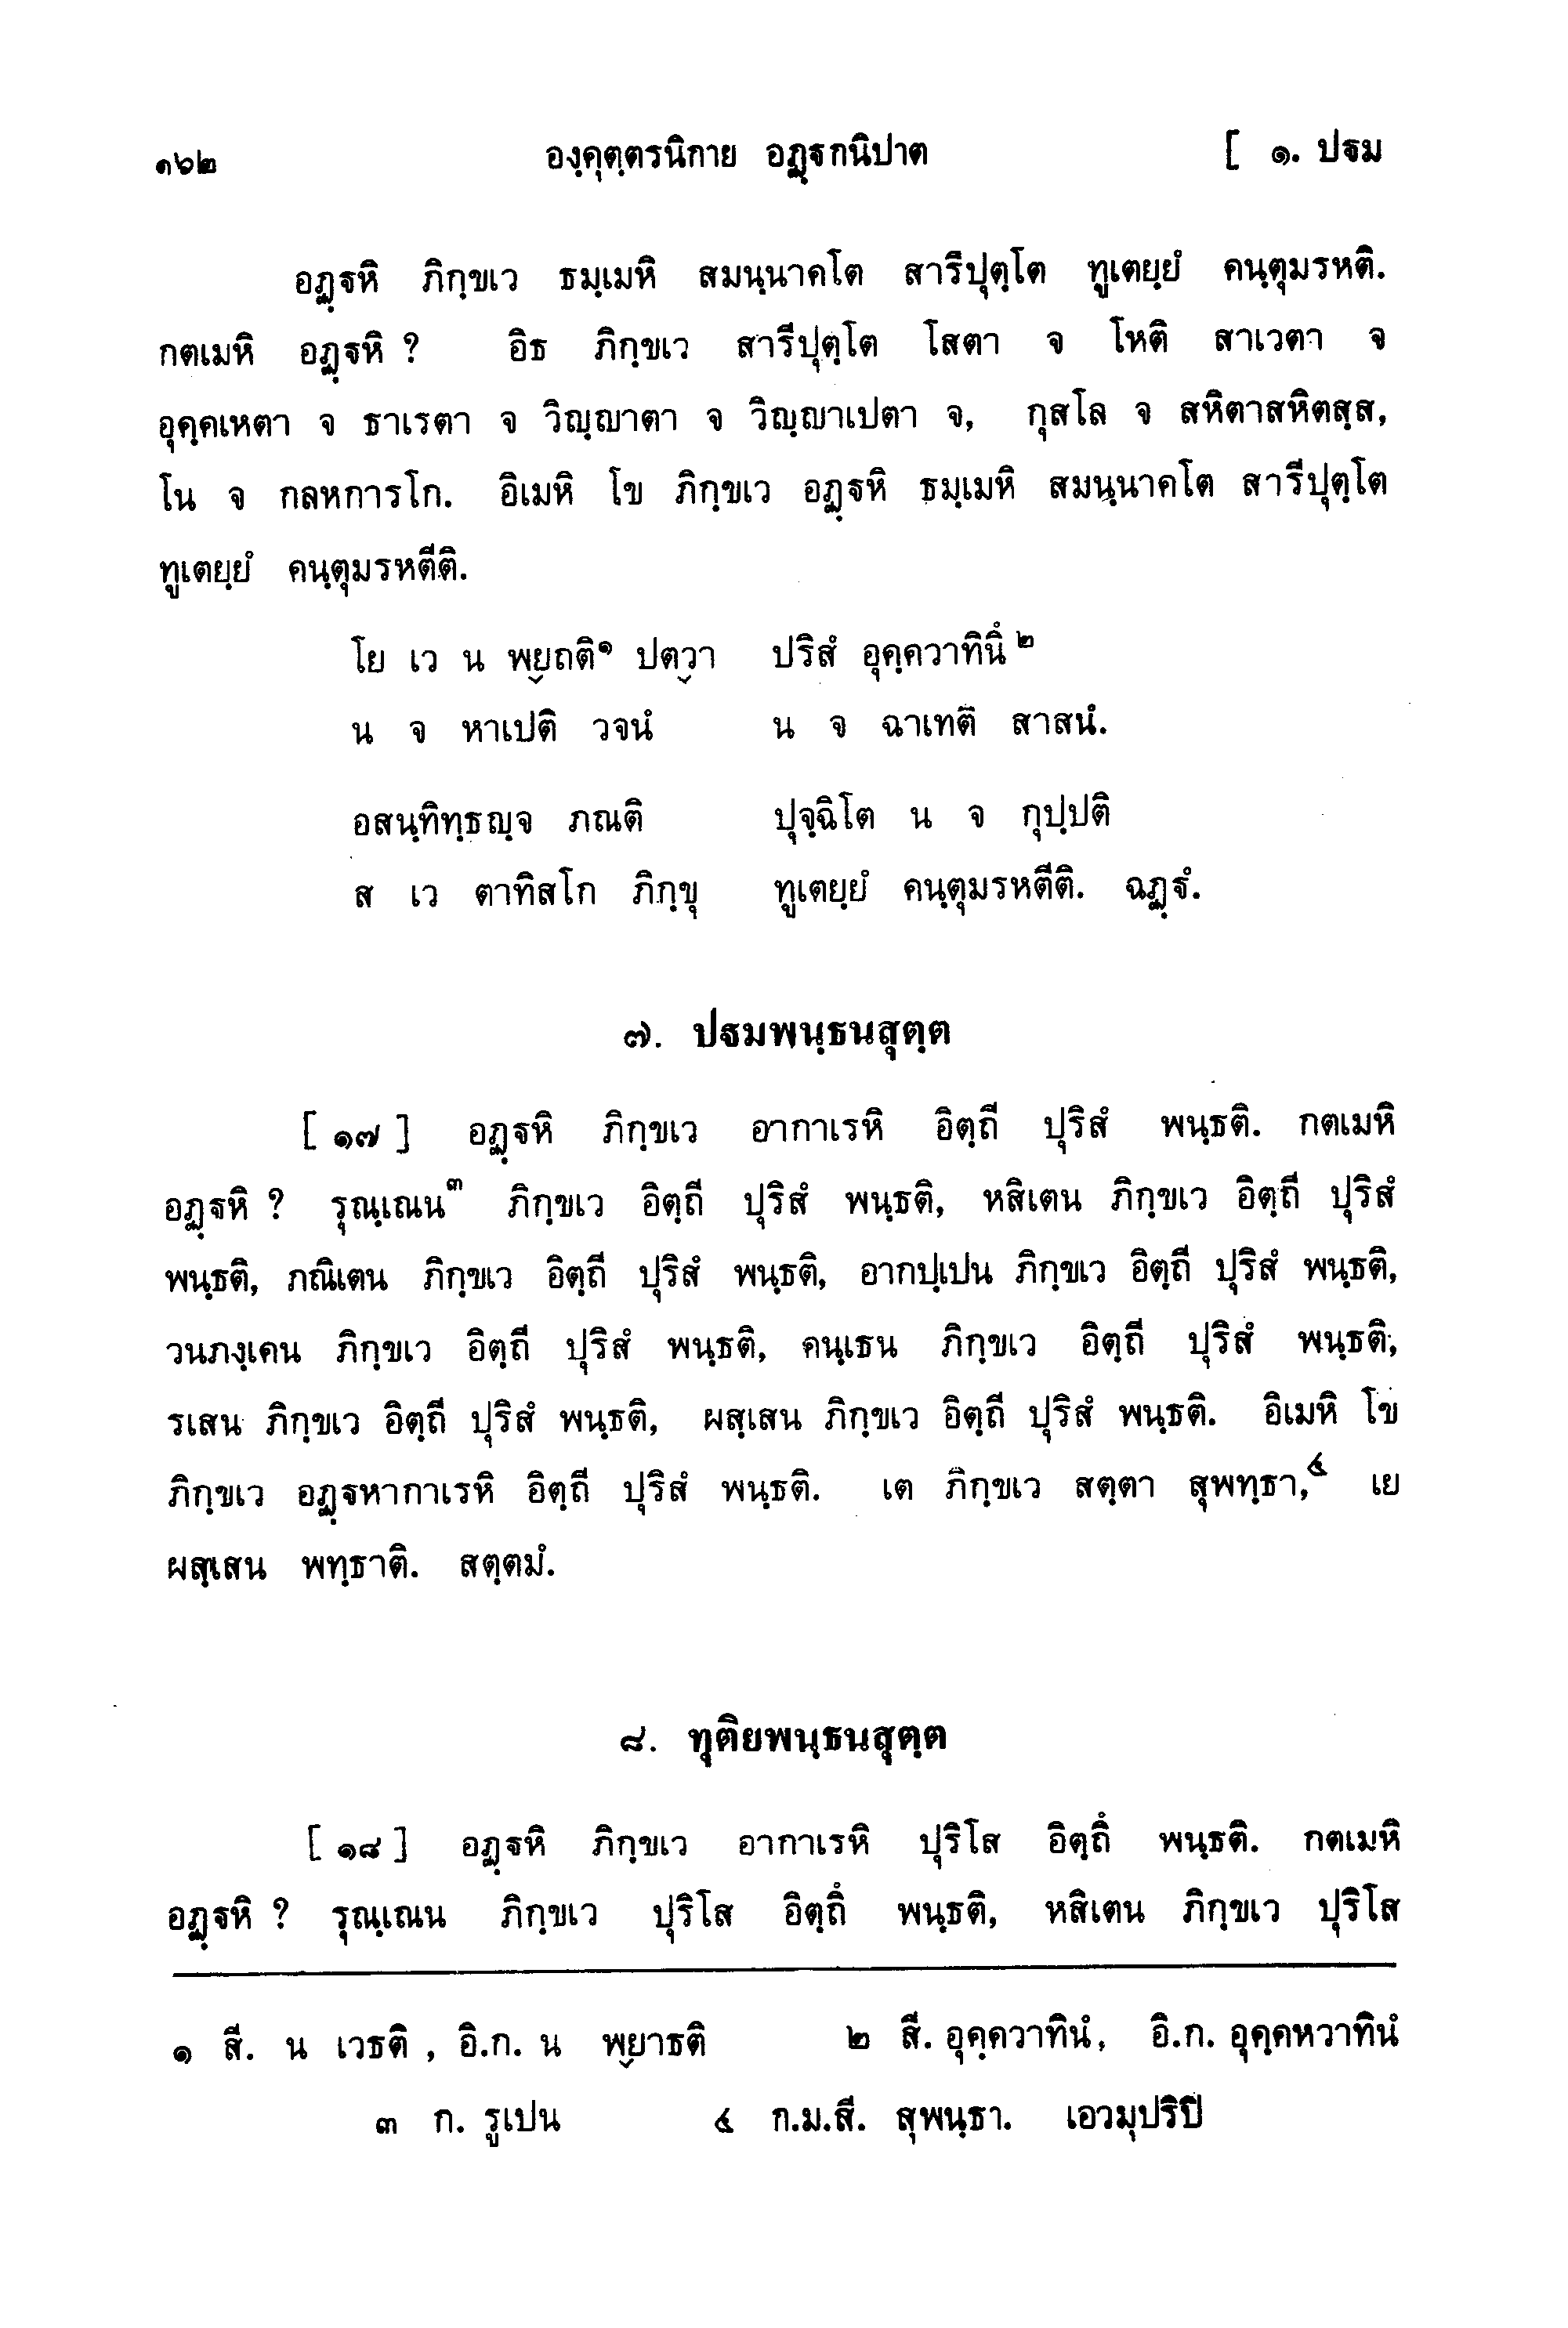 ๑๖๒ องฺคุตฺตรนิกาย อฏฺฐกนิปาต [ ๑. ปฐม
อฏฺฐหิ ภิกฺขเว ธมฺเมหิ สมนฺนาคโต สารีปุตฺโต ทูเตยฺยํ คนฺตุมรหติ.
กตเมหิ อฏฺฐหิ ? อิธ ภิกฺขเว สารีปุตฺโต โสตา จ โหติ สาเวตา จ
อุคฺคเหตา จ ธาเรตา จ วิญฺญาตา จ วิญฺญาเปตา จ, กุสโล จ สหิตาสหิตสฺส,
โน จ กลหการโก. อิเมหิ โข ภิกฺขเว อฏฺฐหิ ธมฺเมหิ สมนฺนาคโต สารีปุตฺโต
ทูเตยฺยํ คนฺตุมรหตีติ.
โย เว น พฺยถติ๑ ปตฺวา ปริสํ อุคฺควาทินึ๒
น จ หาเปติ วจนํ น จ ฉาเทติ สาสนํ.
อสนฺทิทฺธญฺจ ภณติ ปุจฺฉิโต น จ กุปฺปติ
ส เว ตาทิสโก ภิกฺขุ ทูเตยฺยํ คนฺตุมรหตีติ. ฉฏฺฐํ.
๗. ปฐมพนฺธนสุตฺต
[ ๑๗ ] อฏฺฐหิ ภิกฺขเว อากาเรหิ อิตฺถี ปุริสํ พนฺธติ. กตเมหิ
อฏฺฐหิ ? รุณฺเณน๓ ภิกฺขเว อิตฺถี ปุริสํ พนฺธติ, หสิเตน ภิกฺขเว อิตฺถี ปุริสํ
พนฺธติ, ภณิเตน ภิกฺขเว อิตฺถี ปุริสํ พนฺธติ, อากปฺเปน ภิกฺขเว อิตฺถี ปุริสํ พนฺธติ,
วนภงฺเคน ภิกฺขเว อิตฺถี ปุริสํ พนฺธติ, คนฺเธน ภิกฺขเว อิตฺถี ปุริสํ พนฺธติ,
รเสน ภิกฺขเว อิตฺถี ปุริสํ พนฺธติ, ผสฺเสน ภิกฺขเว อิตฺถี ปุริสํ พนฺธติ. อิเมหิ โข
ภิกฺขเว อฏฺฐหากาเรหิ อิตฺถี ปุริสํ พนฺธติ. เต ภิกฺขเว สตฺตา สุพทฺธา,๔ เย
ผสฺเสน พทฺธาติ. สตฺตมํ.
๘. ทุติยพนฺธนสุตฺต
[ ๑๘ ] อฏฺฐหิ ภิกฺขเว อากาเรหิ ปุริโส อิตฺถึ พนฺธติ. กตเมหิ
อฏฺฐหิ ? รุณฺเณน ภิกฺขเว ปุริโส อิตฺถึ พนฺธติ, หสิเตน ภิกฺขเว ปุริโส
๑ สี. น เวธติ , อิ.ก. น พฺยาธติ ๒ สี. อุคฺควาทินํ, อิ.ก. อุคฺคหวาทินํ
๓ ก. รูเปน ๔ ก.ม.สี. สุพนฺธา. เอวมุปริปิ